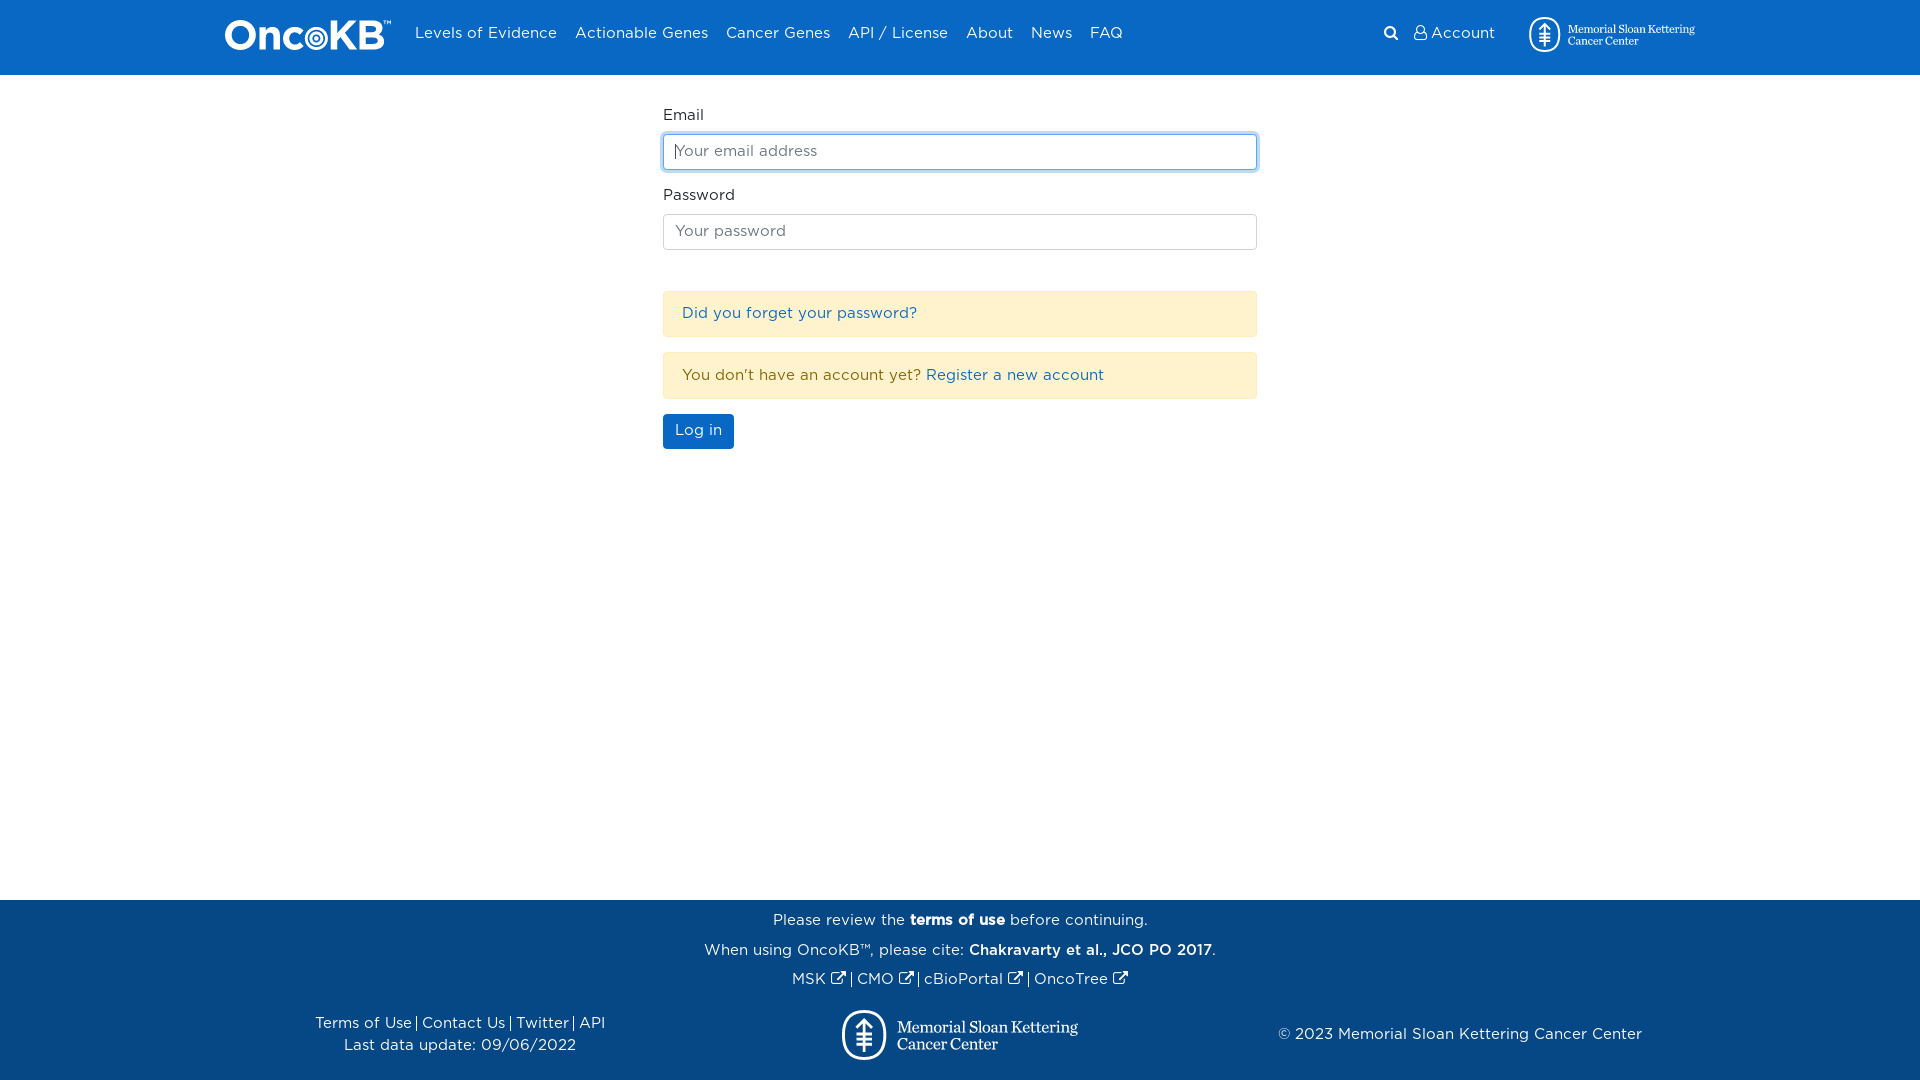 OncoKB™ Levels of Evidence Actionable Genes Cancer Genes API / License About News FAQ Account Memorial Sloan Kettering
Cancer Center
Email
Your email address
Password
Your password
Did you forget your password?
You don't have an account yet? Register a new account
Log in
Please review the terms of use before continuing.
When using OncoKB™, please cite: Chakravarty et al., JCO PO 2017.
MSK | CMO | cBioPortal | OncoTree
Terms of Use | Contact Us | Twitter | API
Last data update: 09/06/2022
Memorial Sloan Kettering
Cancer Center
© 2023 Memorial Sloan Kettering Cancer Center